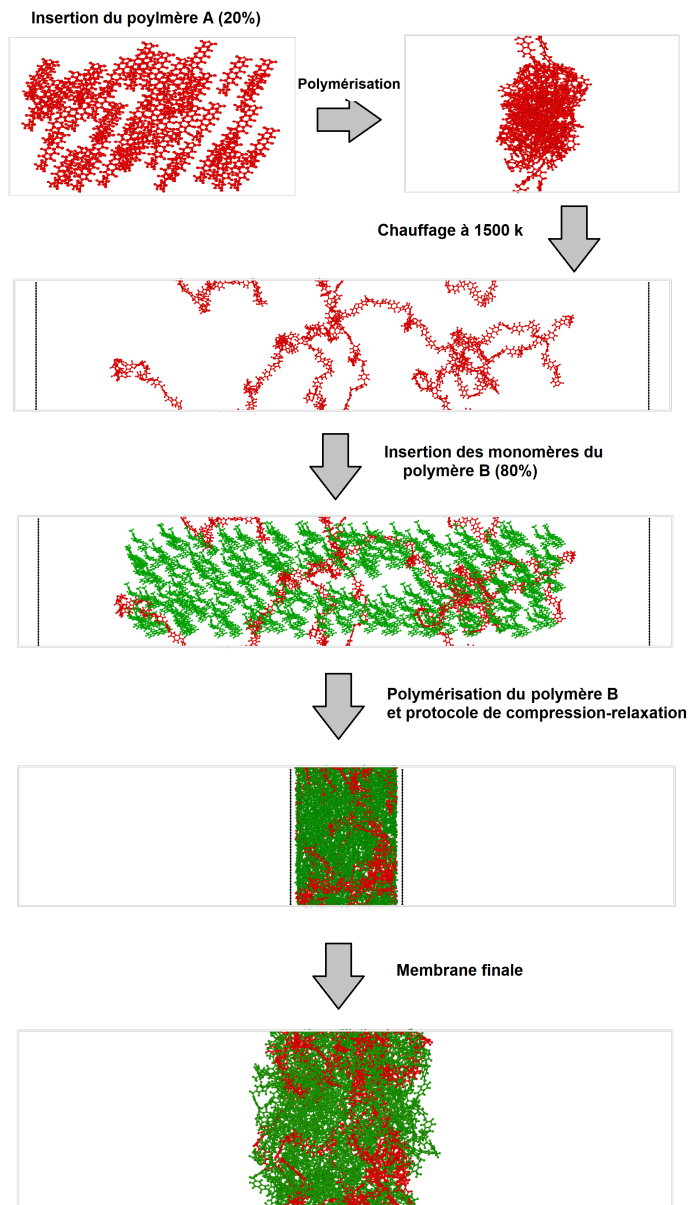 Insertion du poylmère A (20%)
Polymérisation
Chauffage à 1500 k
Insertion des monomères du
polymère B (80%)
Polymérisation du polymère B
et protocole de compression-relaxation
Membrane finale